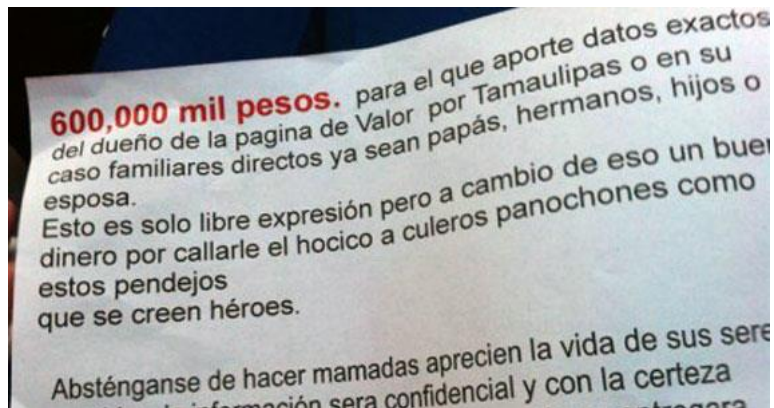 600,000 mil pesos. para el que aporte datos exactos
del dueño de la pagina de Valor por Tamaulipas o en su
caso familiares directos ya sean papás, hermanos, hijos o
esposa.
Esto es solo libre expresión pero a cambio de eso un buen
dinero por callarle el hocico a culeros panochones como
estos pendejos
que se creen héroes.
Absténganse de hacer mamadas aprecien la vida de sus sere
información sera confidencial y con la certeza